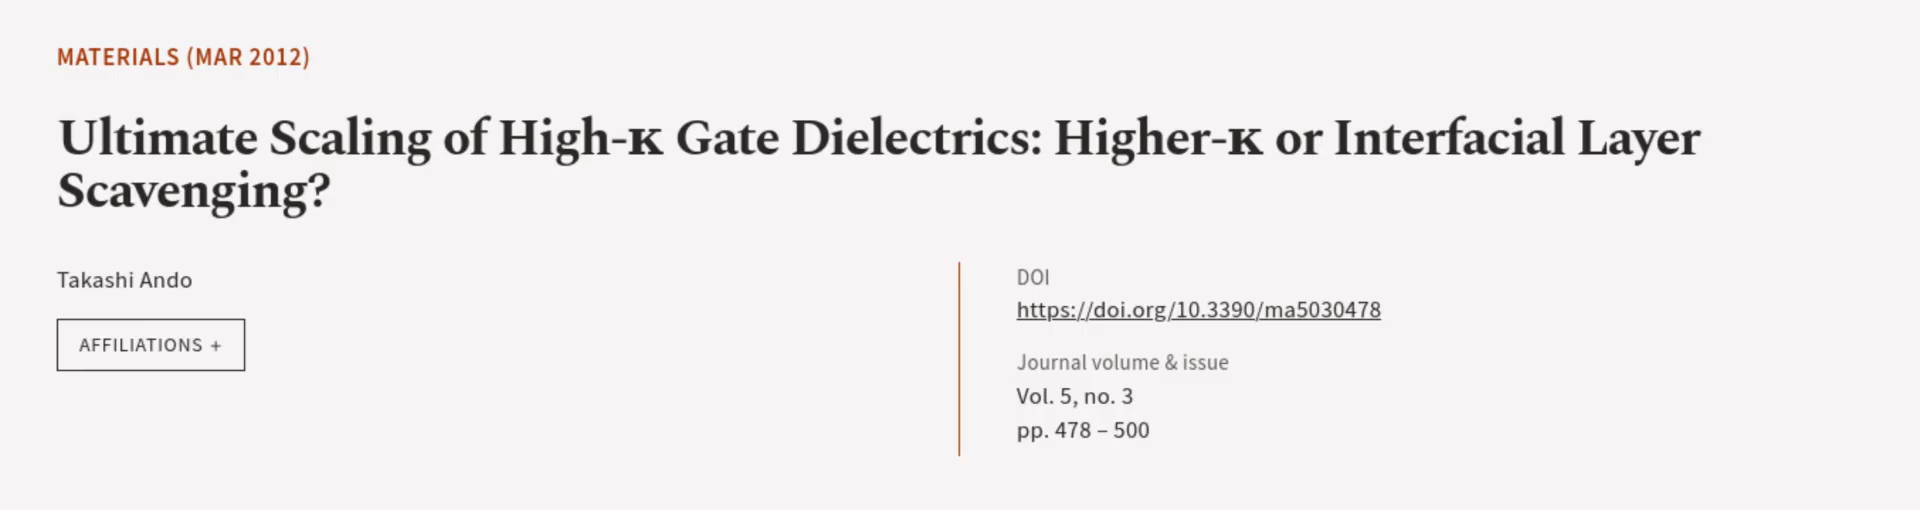 MATERIALS (MAR 2012)
Ultimate Scaling of High-κ Gate Dielectrics: Higher-κ or Interfacial Layer
Scavenging?
Takashi Ando
AFFILIATIONS +
DOI
https://doi.org/10.3390/ma5030478
Journal volume & issue
Vol. 5, no. 3
pp. 478 – 500